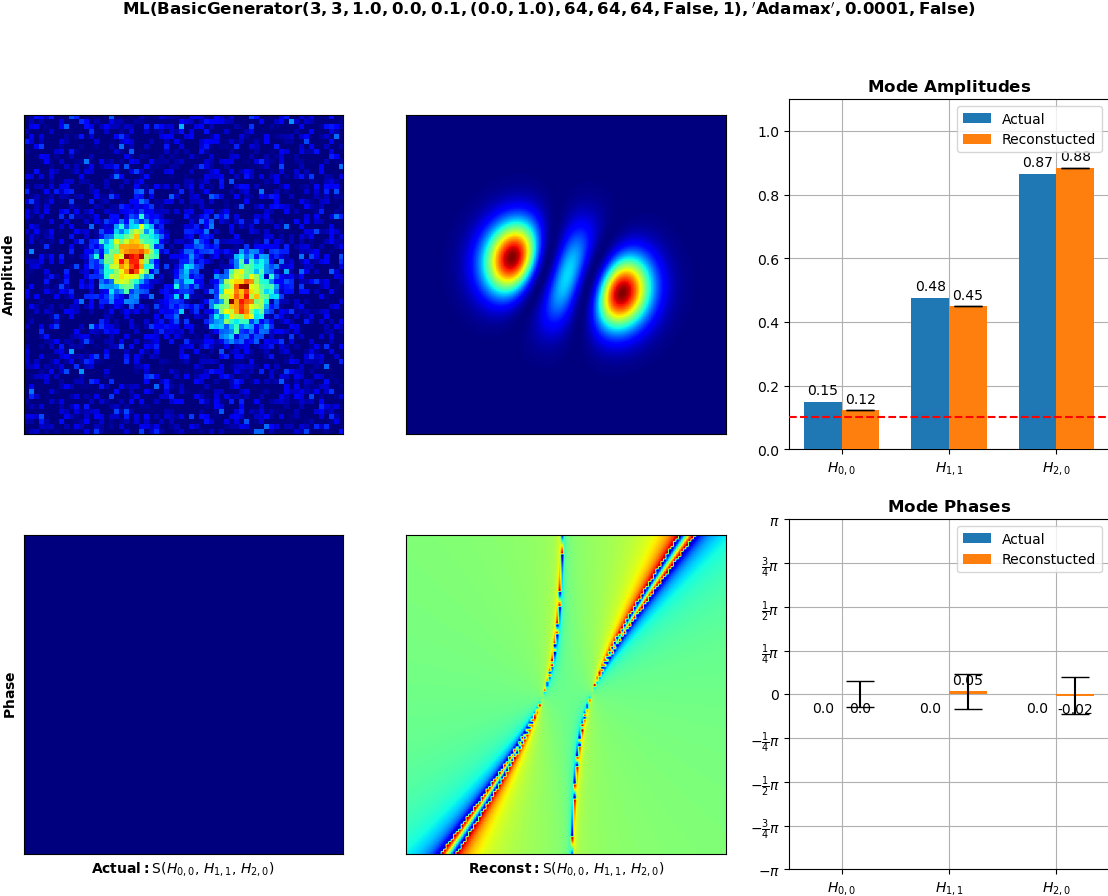 ML(BasicGenerator(3, 3, 1.0, 0.0, 0.1, (0.0, 1.0), 64, 64, 64, False, 1), ′Adamax′, 0.0001, False)
Amplitude
Mode Amplitudes
Actual
Reconstucted
1.0
0.8
0.6
0.4
0.2
0.0
0.15
0.12
0.48
0.45
0.87
0.88
H0,0
H1,1
H2,0
Phase
Actual: S(H0,0, H1,1, H2,0)
Reconst: S(H0,0, H1,1, H2,0)
Mode Phases
Actual
Reconstucted
π
3/4π
1/2π
1/4π
0
−1/4π
−1/2π
−3/4π
−π
0.0
0.0
0.0
0.05
0.0
-0.02
H0,0
H1,1
H2,0